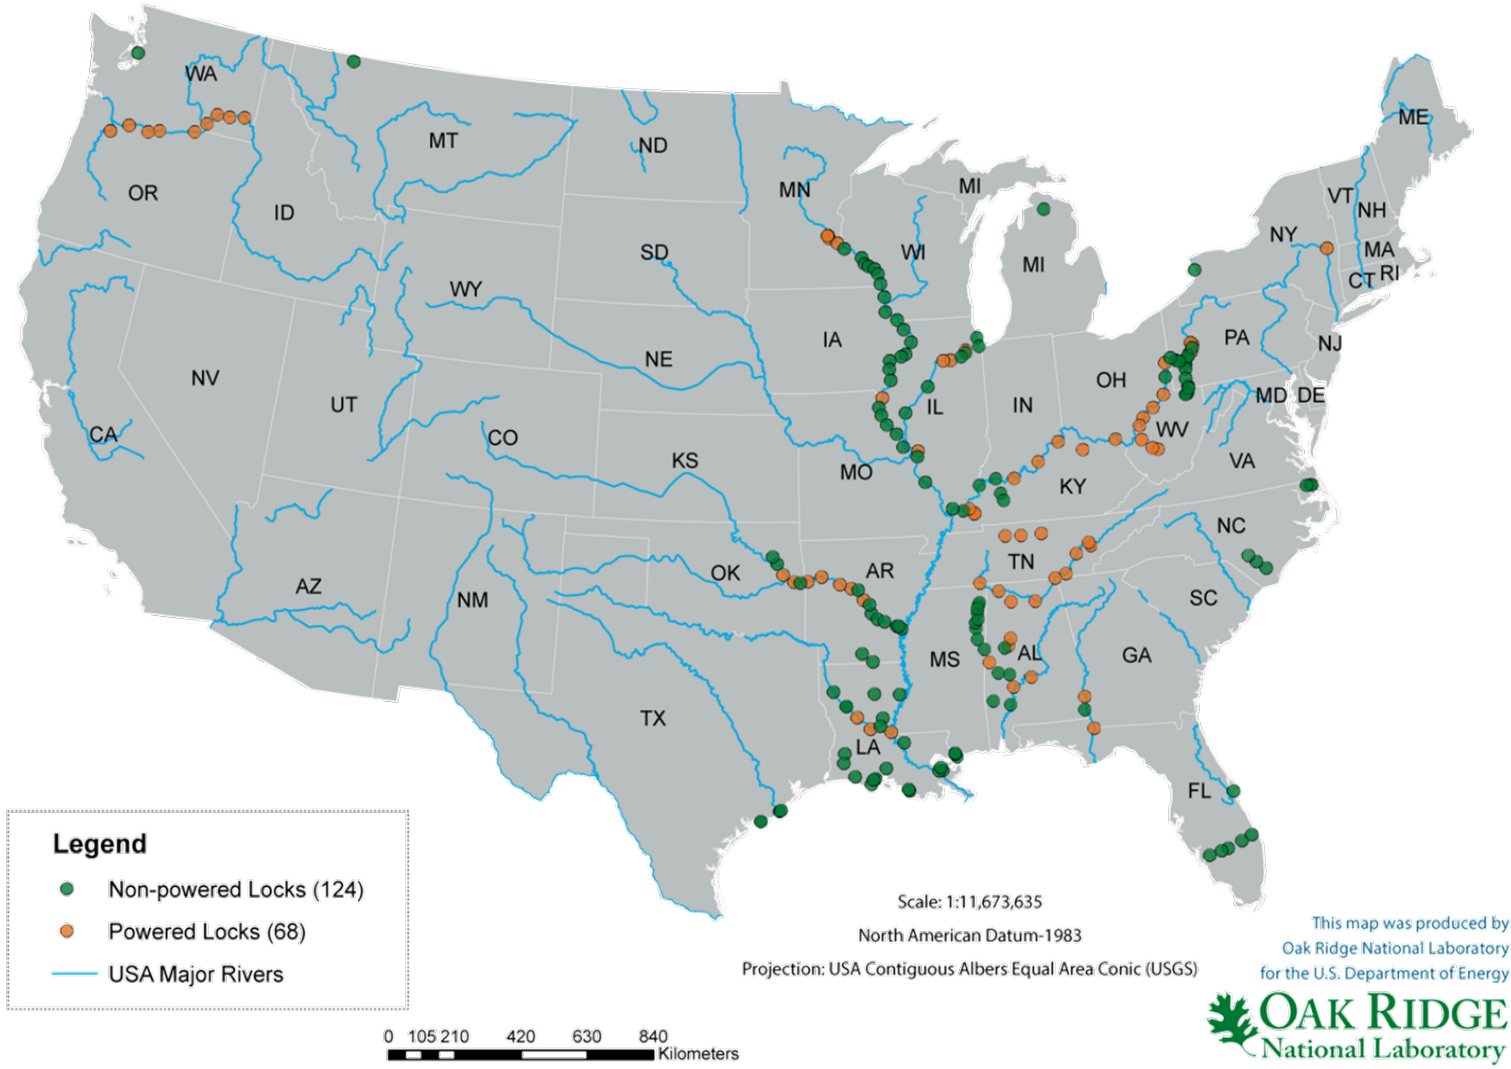 WA
MT
ND
ME
OR
ID
MN
MI
VT
NH
NY
MA
SD
WI
MI
CT
RI
WY
IA
PA
NJ
NE
NV
UT
OH
IL
IN
MD
DE
CA
CO
WV
KS
MO
KY
VA
NC
TN
AZ
NM
OK
AR
SC
MS
AL
GA
TX
LA
FL
Legend
Non-powered Locks (124)
Powered Locks (68)
USA Major Rivers
Scale: 1:11,673,635
North American Datum-1983
Projection: USA Contiguous Albers Equal Area Conic (USGS)
This map was produced by
Oak Ridge National Laboratory
for the U.S. Department of Energy
OAK RIDGE
National Laboratory
0 105 210 420 630 840
Kilometers